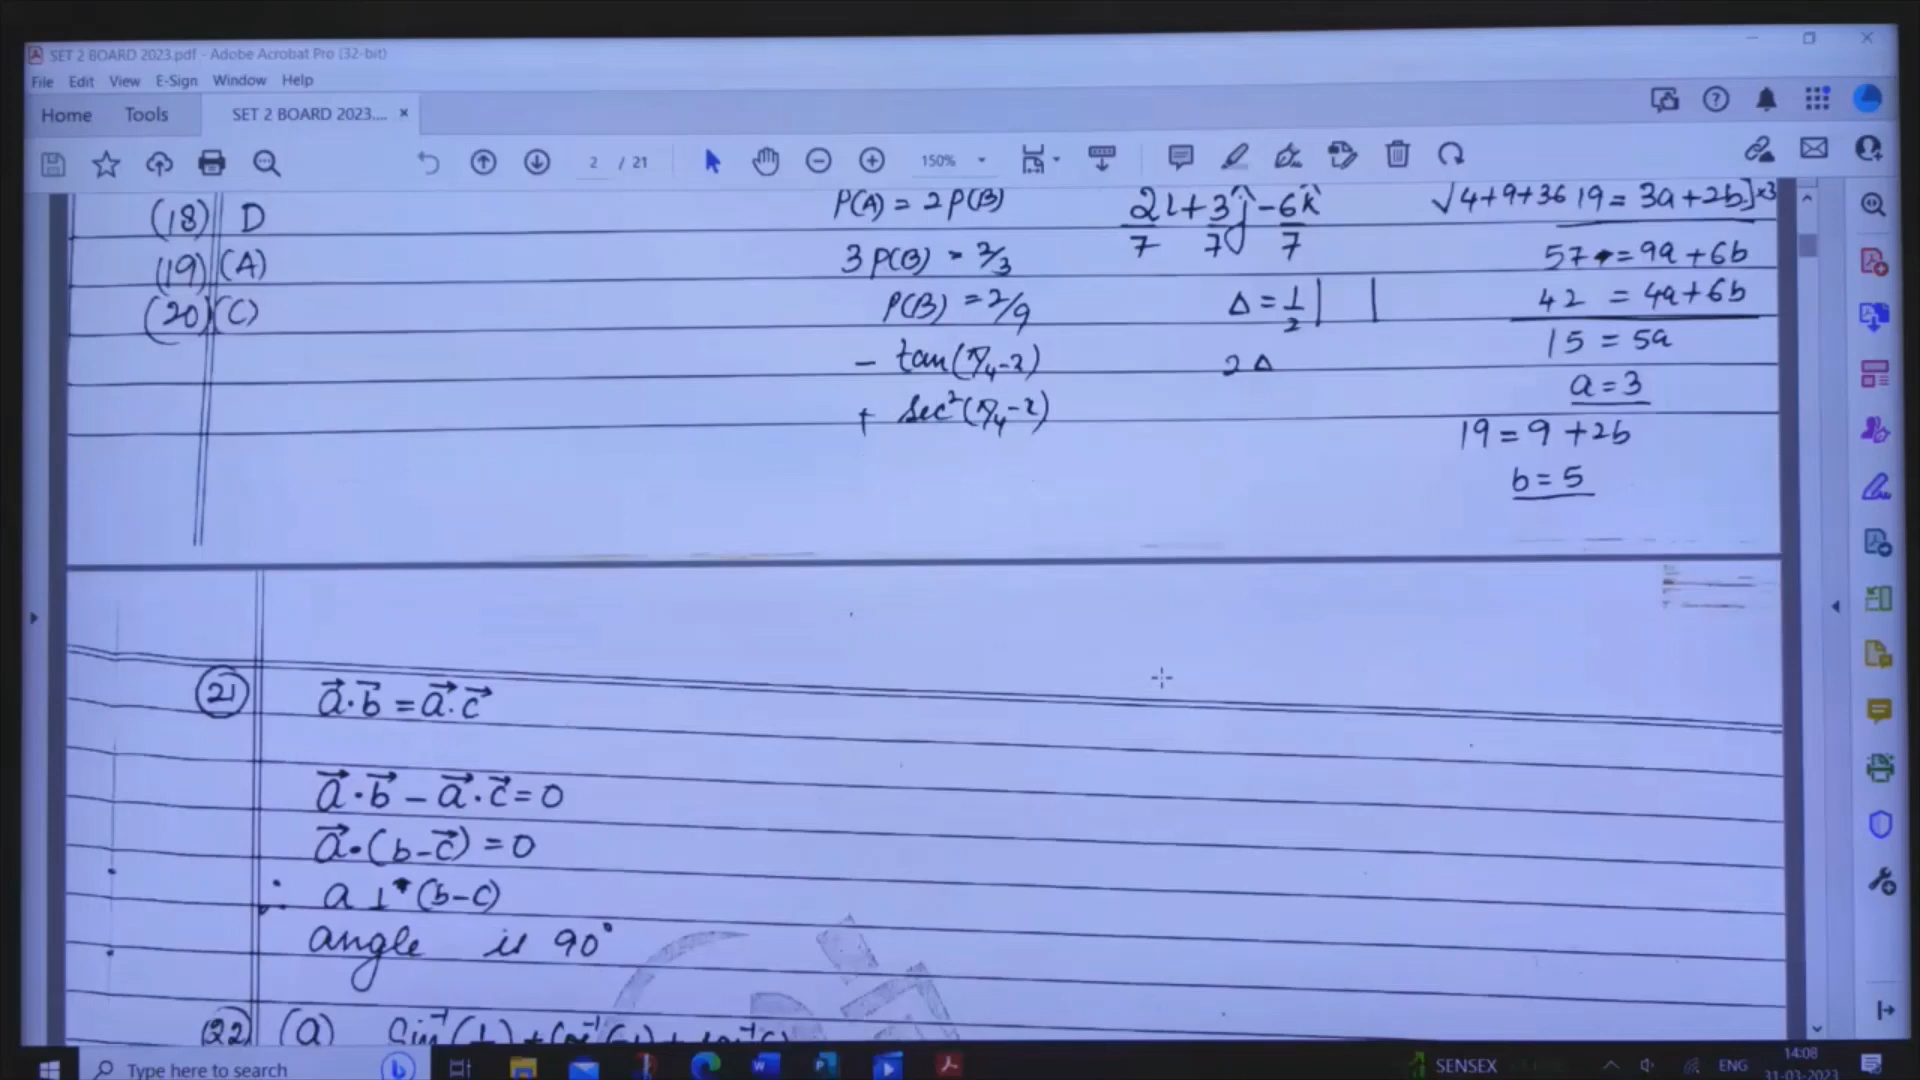 SET 2 BOARD 2023.pdf - Adobe Acrobat Pro (32-bit)
File Edit View E-Sign Window Help
Home Tools SET 2 BOARD 2023.... ×
2 / 21 150%
(18) D
(19) (A)
(20) (C)
P(A) = 2 P(B)
3 P(B) = 2/3
P(B) = 2/9
- tan(π/4-x)
+ sec²(π/4-x)
2i+3ĵ-6k̂
7 7 7
Δ = 1/2 | |
2 Δ
√4+9+36 19 = 3a+2b]×3
57 = 9a+6b
42 = 4a+6b
15 = 5a
a = 3
19 = 9 +2b
b = 5
(21) a⃗·b⃗ = a⃗.c⃗
a⃗·b⃗ - a⃗.c⃗ = 0
a⃗·(b-c⃗) = 0
∴ a ⊥ (b-c)
angle is 90°
(22) (a)
Type here to search
SENSEX
ENG
14:08
31-03-2023